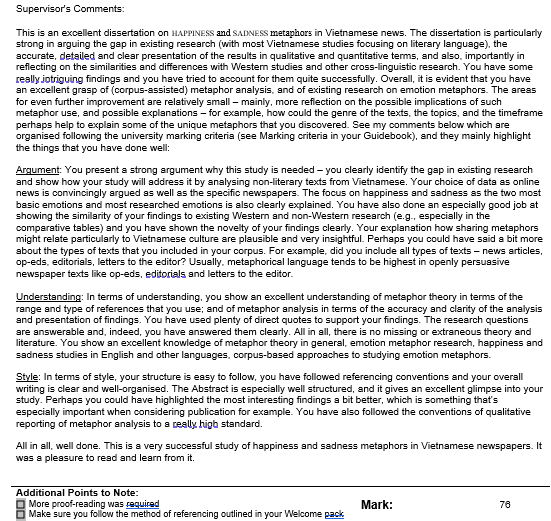 Supervisor's Comments:
This is an excellent dissertation on HAPPINESS and SADNESS metaphors in Vietnamese news. The dissertation is particularly
strong in arguing the gap in existing research (with most Vietnamese studies focusing on literary language), the
accurate, detailed and clear presentation of the results in qualitative and quantitative terms, and also, importantly in
reflecting on the similarities and differences with Western studies and other cross-linguistic research. You have some
really intriguing findings and you have tried to account for them quite successfully. Overall, it is evident that you have
an excellent grasp of (corpus-assisted) metaphor analysis, and of existing research on emotion metaphors. The areas
for even further improvement are relatively small – mainly, more reflection on the possible implications of such
metaphor use, and possible explanations – for example, how could the genre of the texts, the topics, and the timeframe
perhaps help to explain some of the unique metaphors that you discovered. See my comments below which are
organised following the university marking criteria (see Marking criteria in your Guidebook), and they mainly highlight
the things that you have done well:
Argument: You present a strong argument why this study is needed – you clearly identify the gap in existing research
and show how your study will address it by analysing non-literary texts from Vietnamese. Your choice of data as online
news is convincingly argued as well as the specific newspapers. The focus on happiness and sadness as the two most
basic emotions and most researched emotions is also clearly explained. You have also done an especially good job at
showing the similarity of your findings to existing Western and non-Western research (e.g., especially in the
comparative tables) and you have shown the novelty of your findings clearly. Your explanation how sharing metaphors
might relate particularly to Vietnamese culture are plausible and very insightful. Perhaps you could have said a bit more
about the types of texts that you included in your corpus. For example, did you include all types of texts – news articles,
op-eds, editorials, letters to the editor? Usually, metaphorical language tends to be highest in openly persuasive
newspaper texts like op-eds, editorials and letters to the editor.
Understanding: In terms of understanding, you show an excellent understanding of metaphor theory in terms of the
range and type of references that you use; and of metaphor analysis in terms of the accuracy and clarity of the analysis
and presentation of findings. You have used plenty of direct quotes to support your findings. The research questions
are answerable and, indeed, you have answered them clearly. All in all, there is no missing or extraneous theory and
literature. You show an excellent knowledge of metaphor theory in general, emotion metaphor research, happiness and
sadness studies in English and other languages, corpus-based approaches to studying emotion metaphors.
Style: In terms of style, your structure is easy to follow, you have followed referencing conventions and your overall
writing is clear and well-organised. The Abstract is especially well structured, and it gives an excellent glimpse into your
study. Perhaps you could have highlighted the most interesting findings a bit better, which is something that's
especially important when considering publication for example. You have also followed the conventions of qualitative
reporting of metaphor analysis to a really high standard.
All in all, well done. This is a very successful study of happiness and sadness metaphors in Vietnamese newspapers. It
was a pleasure to read and learn from it.
Additional Points to Note:
More proof-reading was required
Make sure you follow the method of referencing outlined in your Welcome pack
Mark: 76